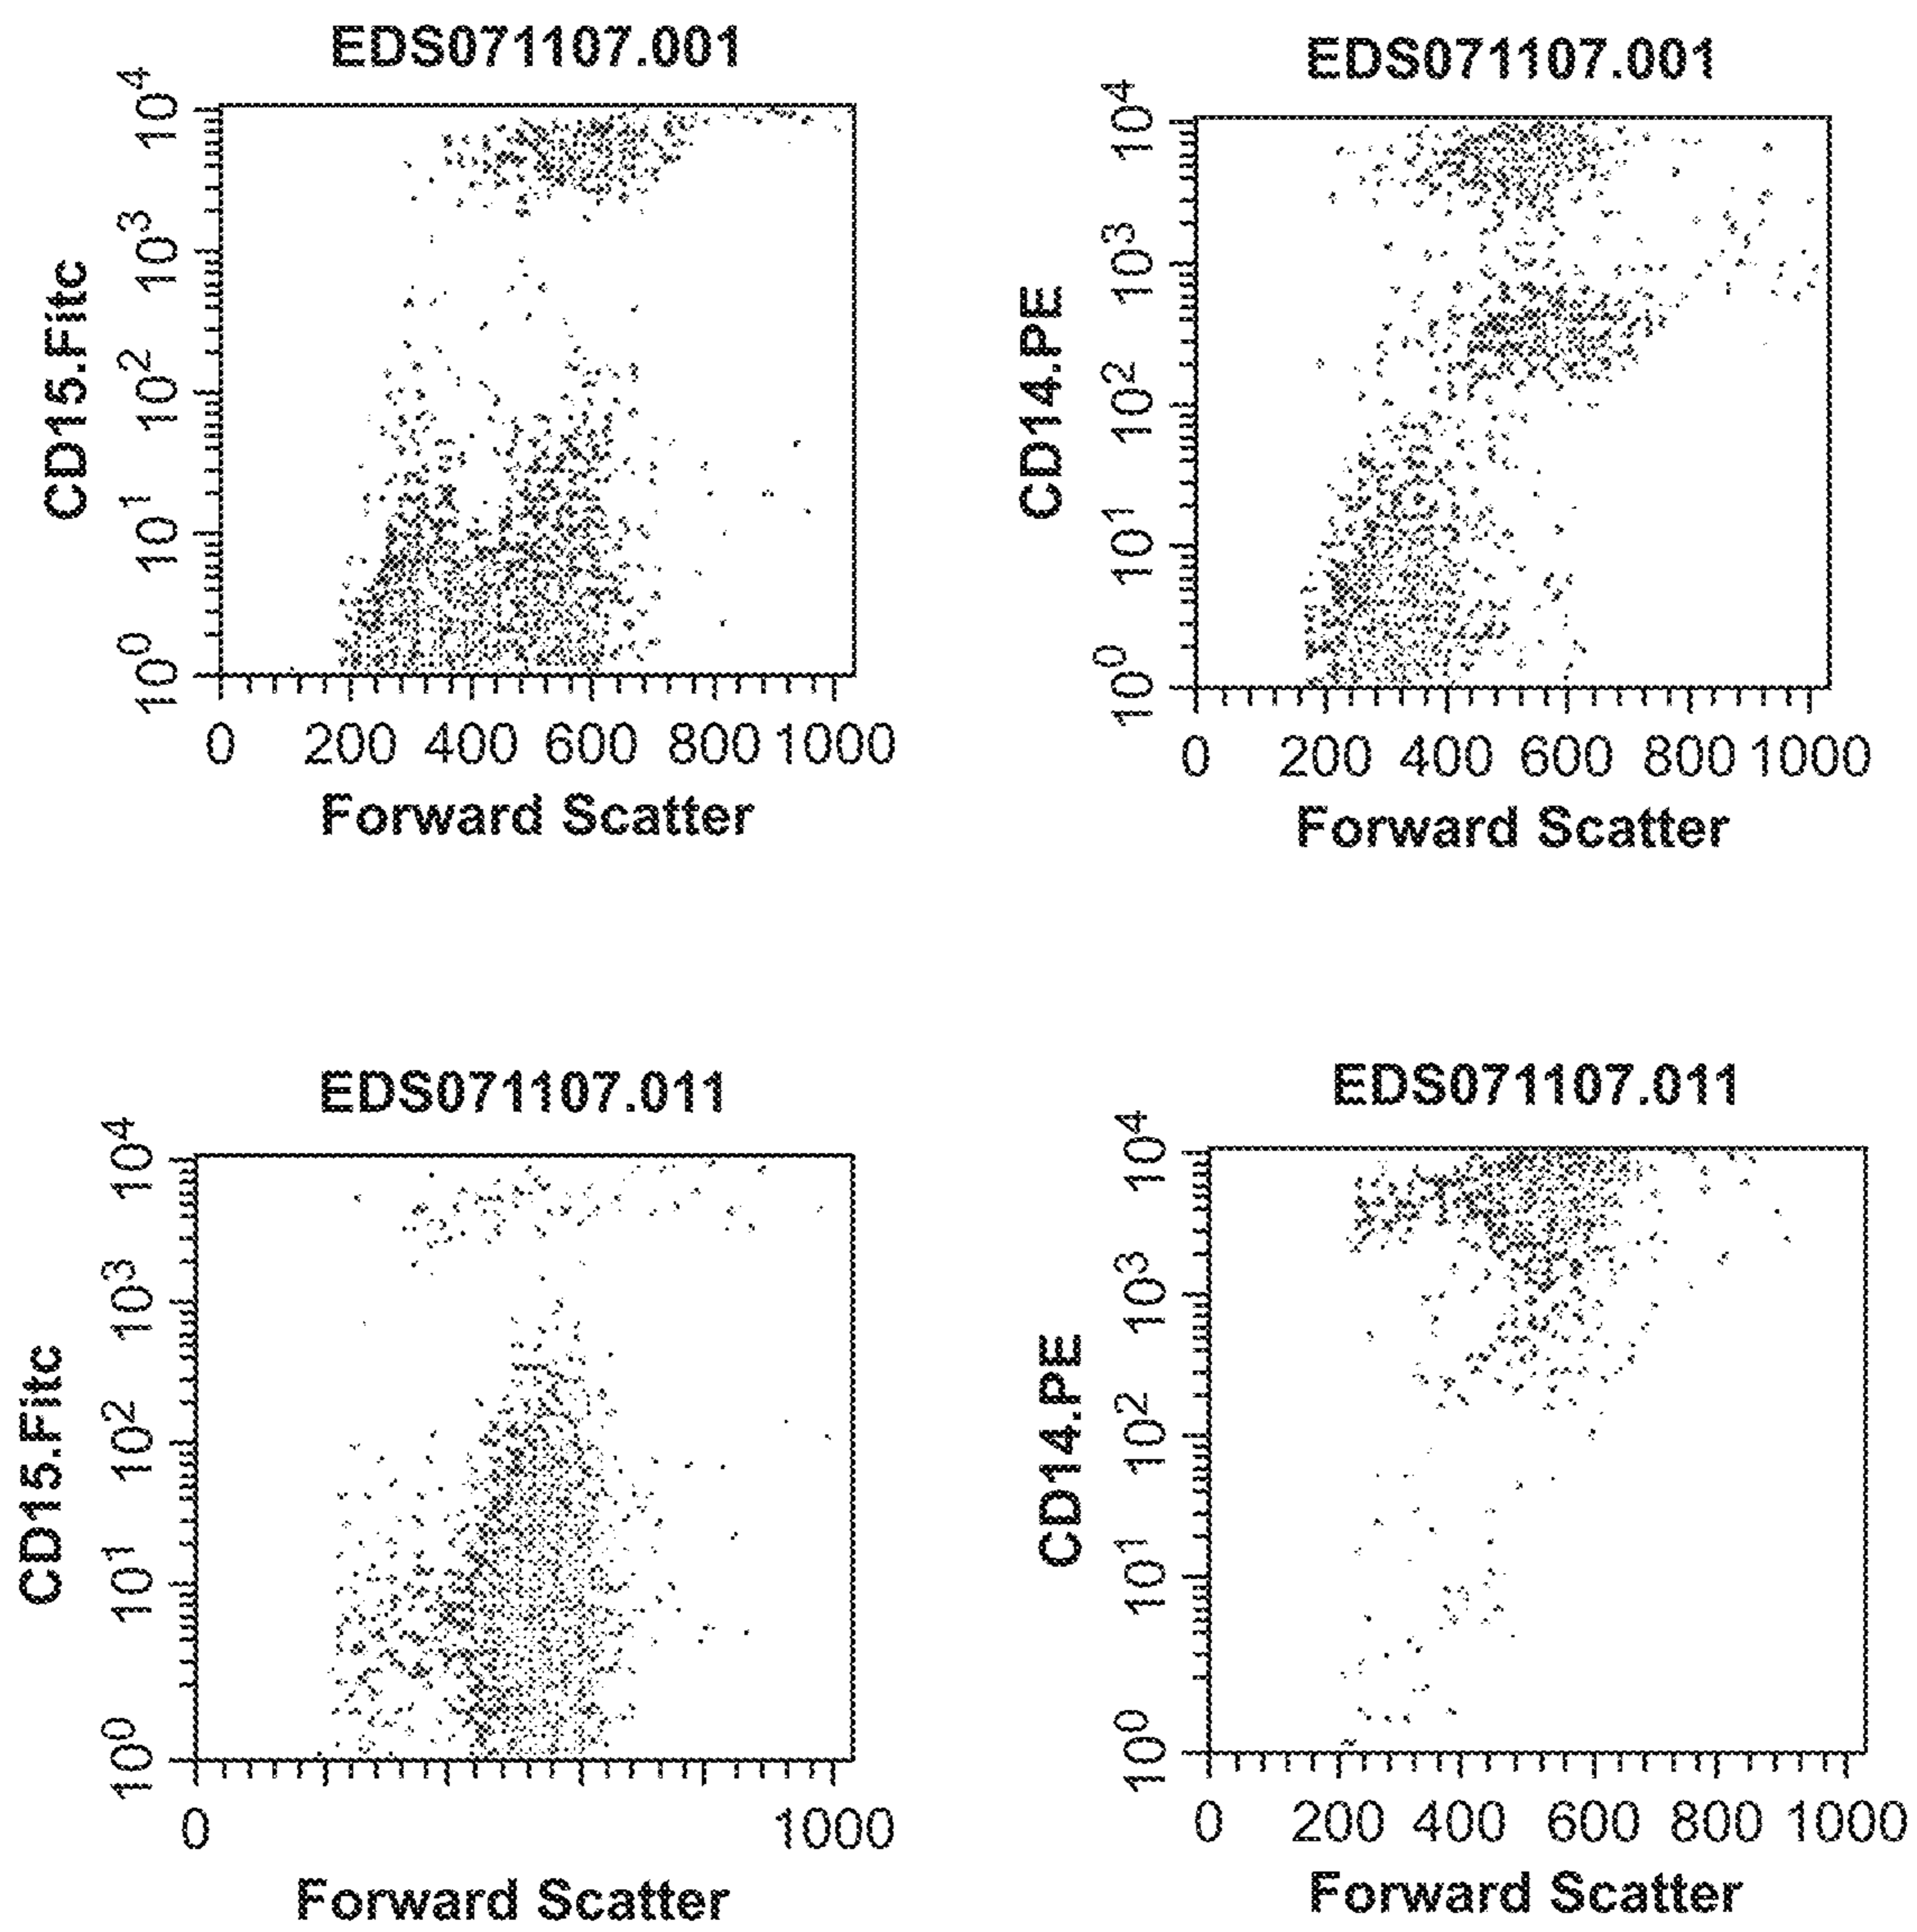 EDS071107.001
CD15.Fitc
10⁴
10³
10²
10¹
10⁰
0 200 400 600 800 1000
Forward Scatter
EDS071107.001
CD14.PE
10⁴
10³
10²
10¹
10⁰
0 200 400 600 800 1000
Forward Scatter
EDS071107.011
CD15.Fitc
10⁴
10³
10²
10¹
10⁰
0 1000
Forward Scatter
EDS071107.011
CD14.PE
10⁴
10³
10²
10¹
10⁰
0 200 400 600 800 1000
Forward Scatter